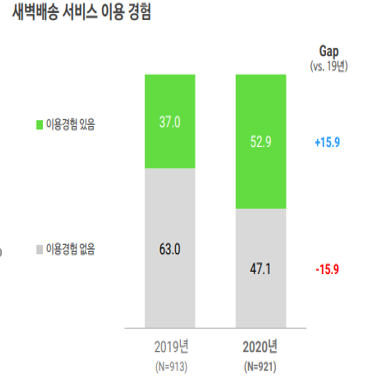 새벽배송 서비스 이용 경험
Gap
(vs. 19년)
이용경험 있음
37.0
52.9
+15.9
이용경험 없음
63.0
47.1
-15.9
2019년
2020년
(N=913)
(N=921)